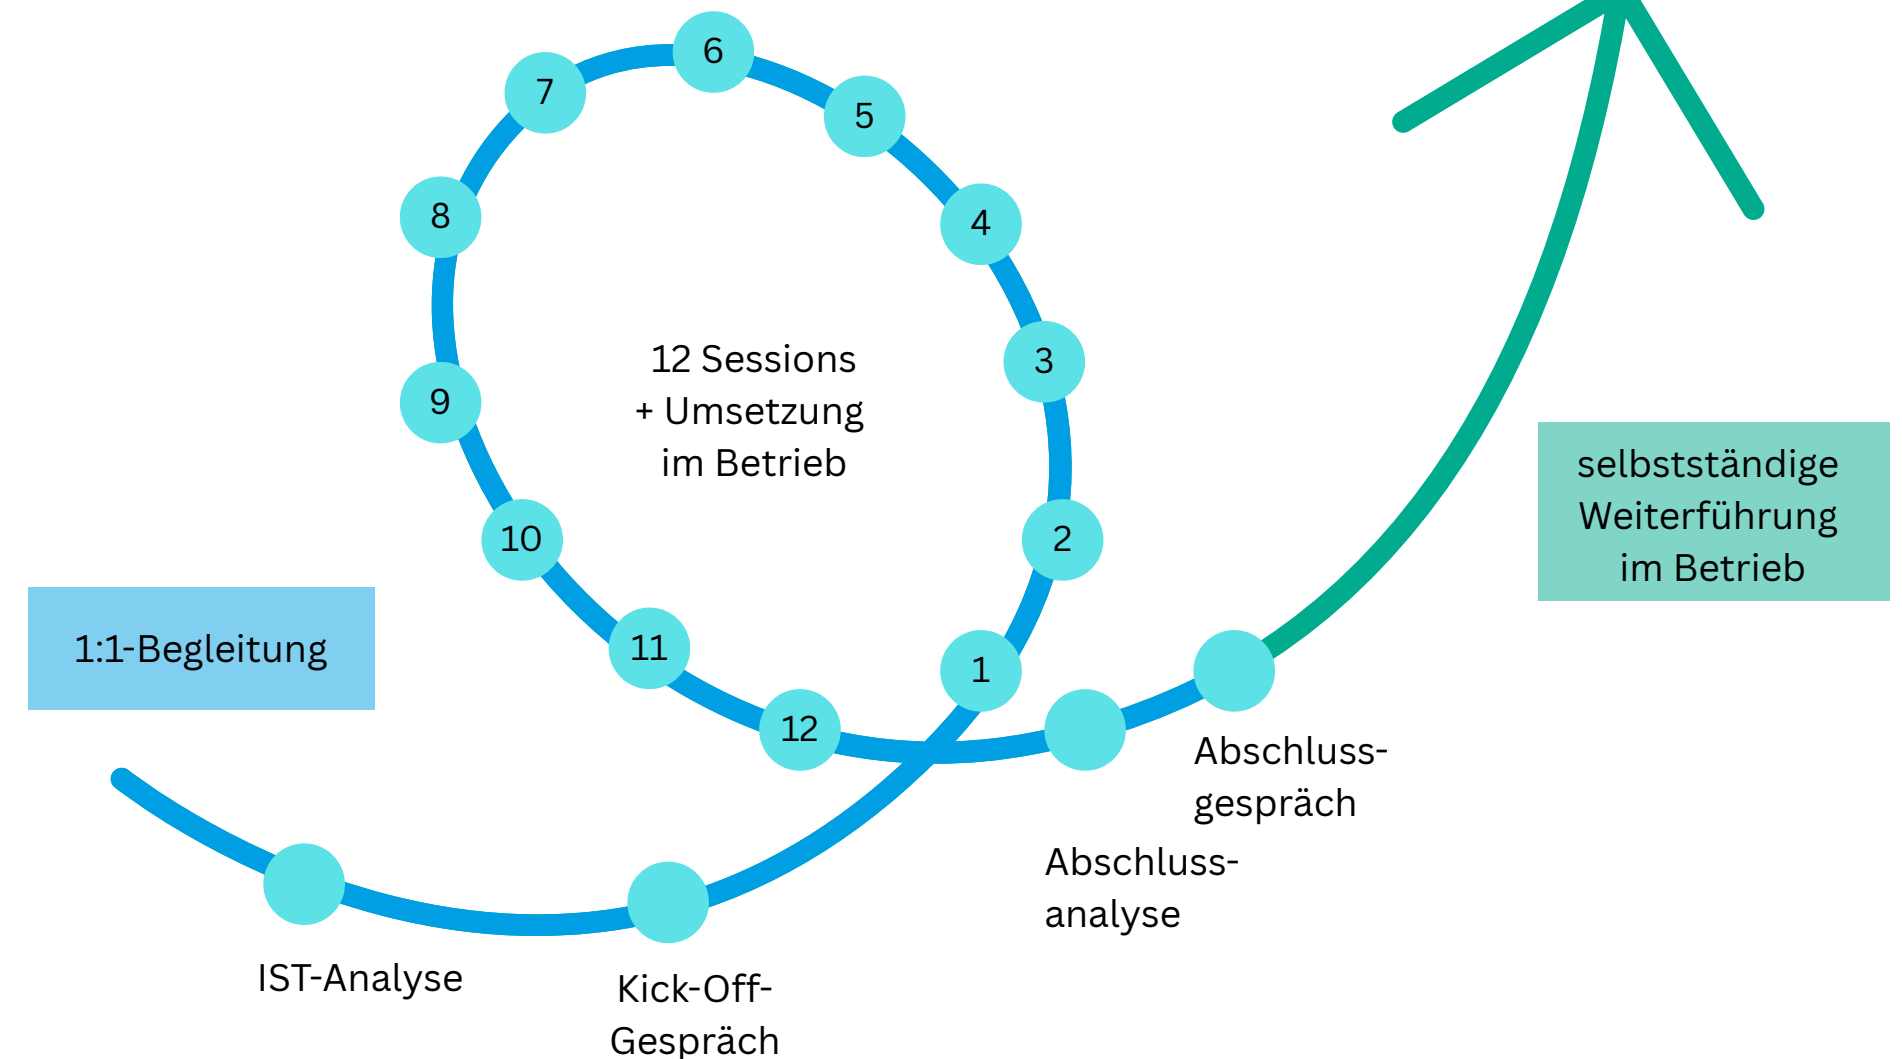 6
7
5
8
4
3
12 Sessions
+ Umsetzung
im Betrieb
9
selbstständige
Weiterführung
im Betrieb
10
2
1:1-Begleitung
11
1
12
Abschluss-
gespräch
Abschluss-
analyse
IST-Analyse
Kick-Off-
Gespräch